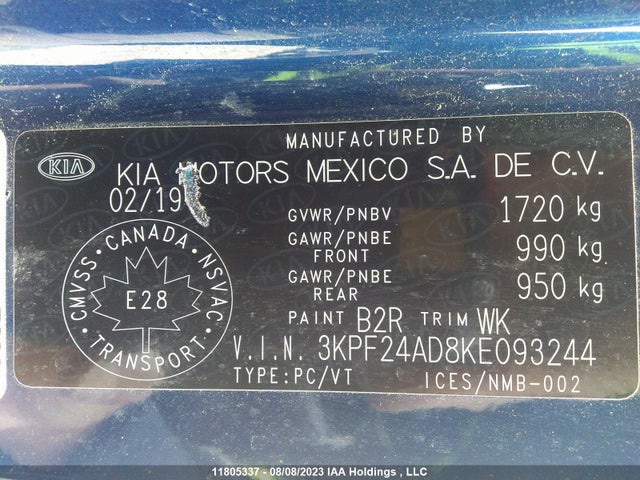 MANUFACTURED BY
KIA KIA MOTORS MEXICO S.A. DE C.V.
02/19
GVWR/PNBV 1720 kg
GAWR/PNBE FRONT 990 kg
GAWR/PNBE REAR 950 kg
CMVSS · CANADA · NSVAC
E28
TRANSPORT
PAINT B2R TRIM WK
V.I.N. 3KPF24AD8KE093244
TYPE:PC/VT ICES/NMB-002
11805337 - 08/08/2023 IAA Holdings , LLC